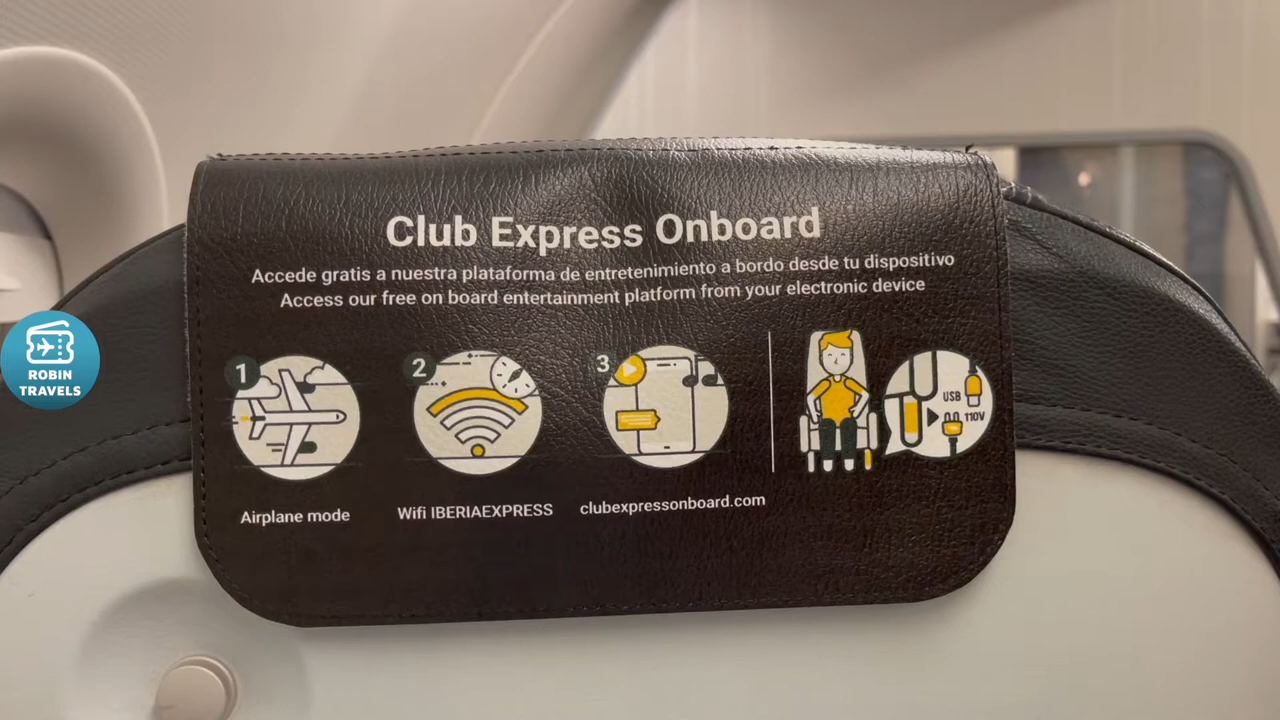 Club Express Onboard
Accede gratis a nuestra plataforma de entretenimiento a bordo desde tu dispositivo
Access our free on board entertainment platform from your electronic device
1
2
3
USB
110V
Airplane mode
Wifi IBERIAEXPRESS
clubexpressonboard.com
ROBIN
TRAVELS